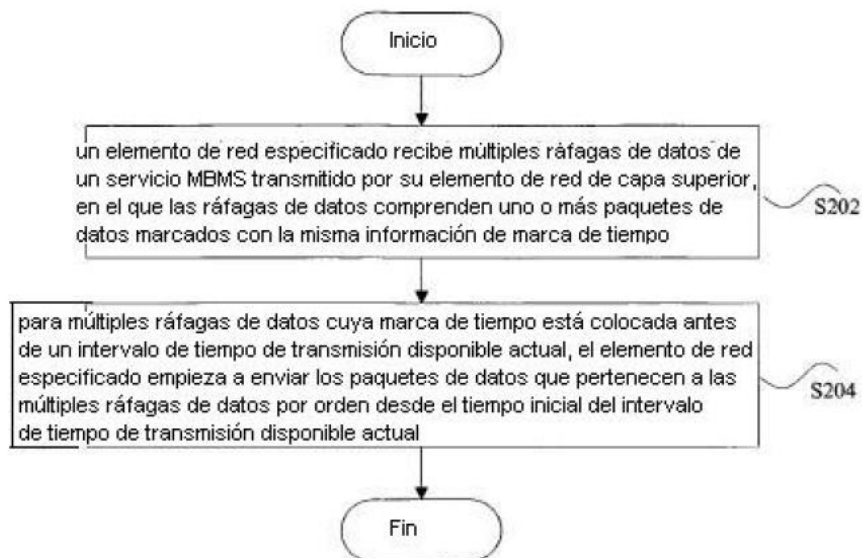 Inicio
un elemento de red especificado recibe múltiples ráfagas de datos de
un servicio MBMS transmitido por su elemento de red de capa superior,
en el que las ráfagas de datos comprenden uno o más paquetes de
datos marcados con la misma información de marca de tiempo
S202
para múltiples ráfagas de datos cuya marca de tiempo está colocada antes
de un intervalo de tiempo de transmisión disponible actual, el elemento de red
especificado empieza a enviar los paquetes de datos que pertenecen a las
múltiples ráfagas de datos por orden desde el tiempo inicial del intervalo
de tiempo de transmisión disponible actual
S204
Fin